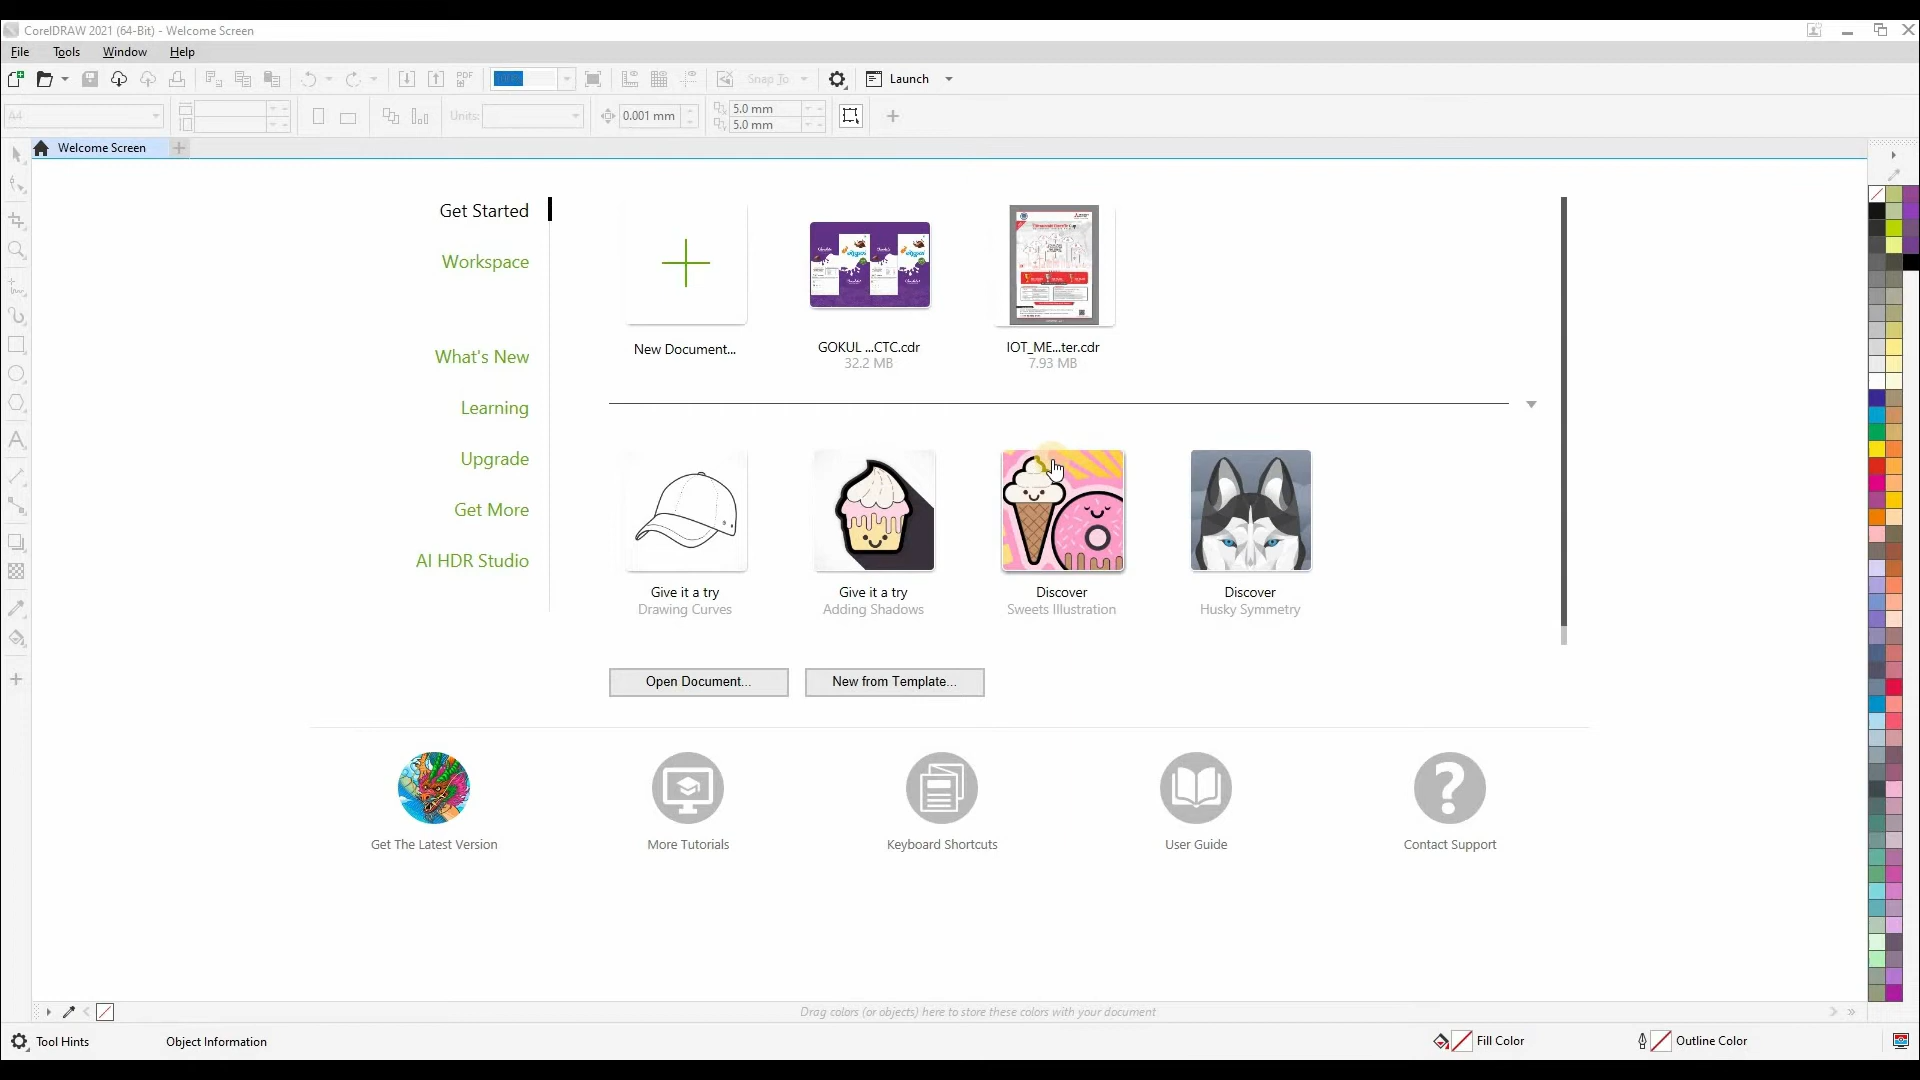 CorelDRAW 2021 (64-Bit) - Welcome Screen
File Tools Window Help
PDF Snap To Launch
A4 Units: 0.001 mm 5.0 mm
5.0 mm
Welcome Screen
Get Started
Workspace
What's New
Learning
Upgrade
Get More
AI HDR Studio
New Document...
GOKUL ...CTC.cdr
32.2 MB
IOT_ME...ter.cdr
7.93 MB
Give it a try
Drawing Curves
Give it a try
Adding Shadows
Discover
Sweets Illustration
Discover
Husky Symmetry
Open Document... New from Template...
Get The Latest Version
More Tutorials
Keyboard Shortcuts
User Guide
Contact Support
Drag colors (or objects) here to store these colors with your document
Tool Hints Object Information Fill Color Outline Color